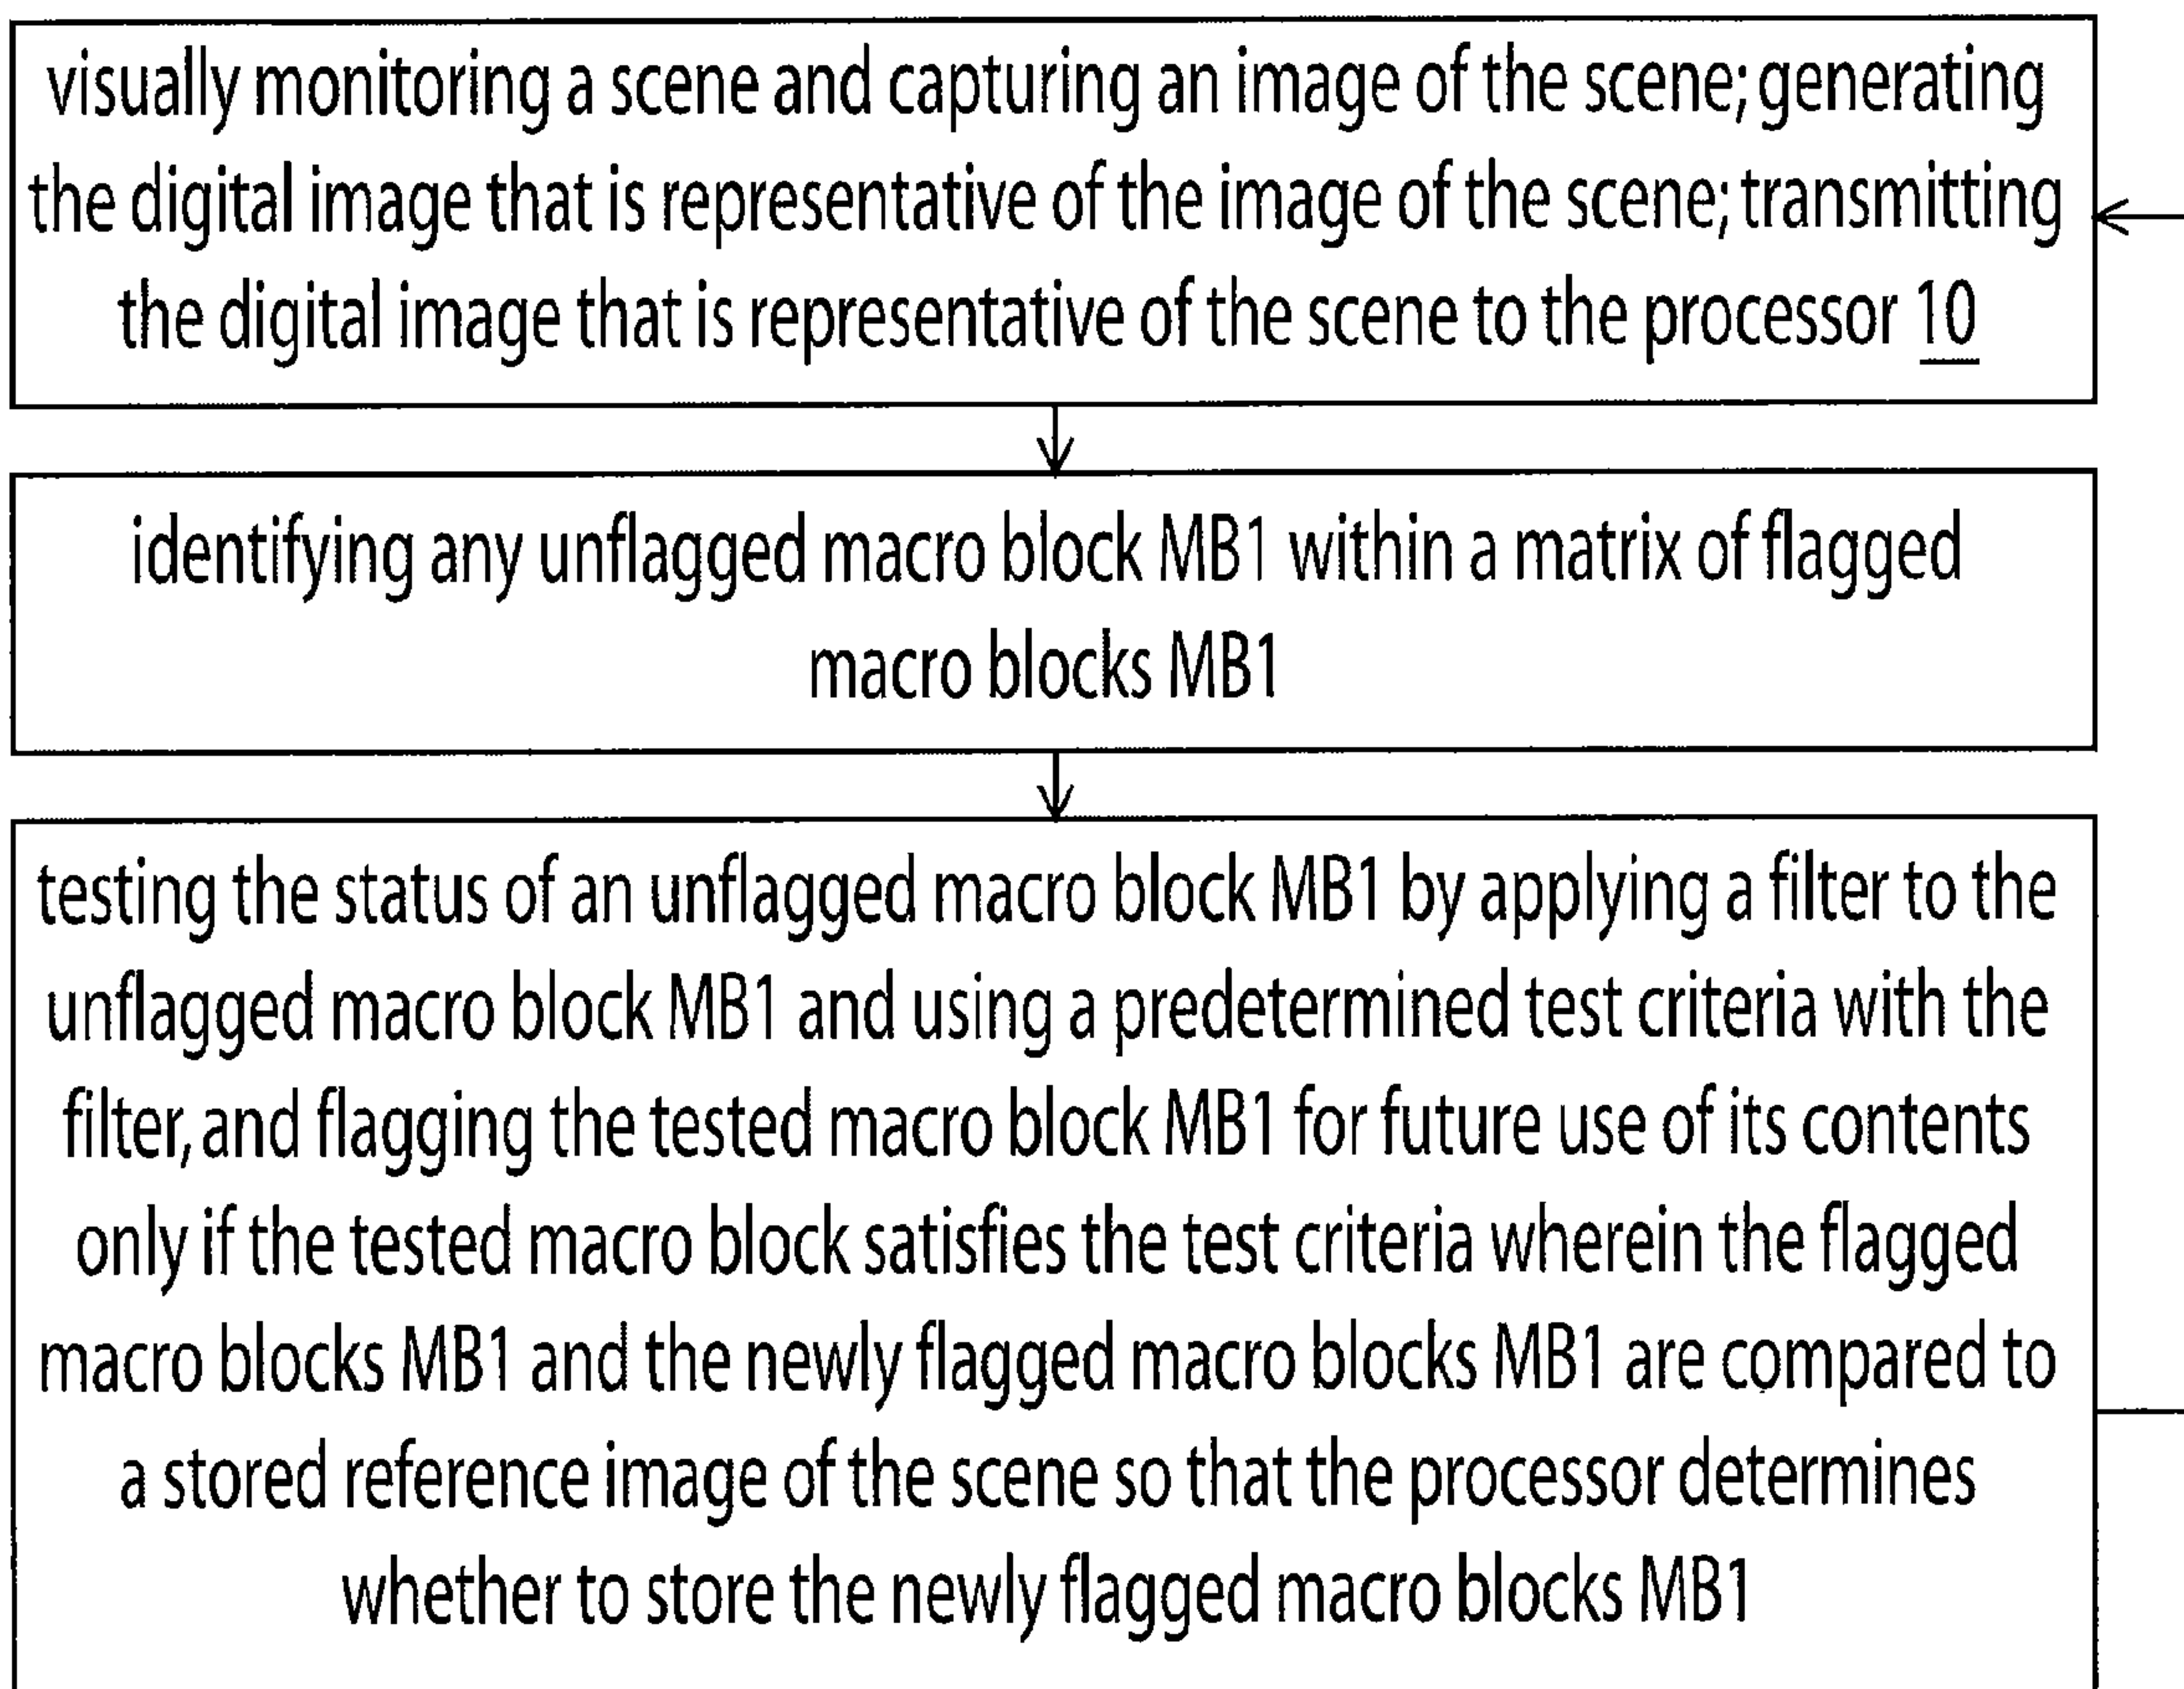 visually monitoring a scene and capturing an image of the scene; generating
the digital image that is representative of the image of the scene; transmitting
the digital image that is representative of the scene to the processor 10
identifying any unflagged macro block MB1 within a matrix of flagged
macro blocks MB1
testing the status of an unflagged macro block MB1 by applying a filter to the
unflagged macro block MB1 and using a predetermined test criteria with the
filter, and flagging the tested macro block MB1 for future use of its contents
only if the tested macro block satisfies the test criteria wherein the flagged
macro blocks MB1 and the newly flagged macro blocks MB1 are compared to
a stored reference image of the scene so that the processor determines
whether to store the newly flagged macro blocks MB1